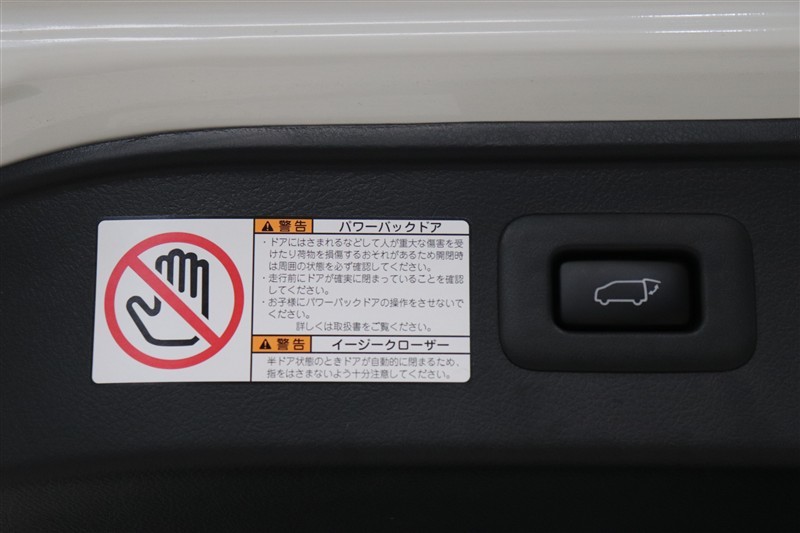 警告 パワーバックドア
・ドアにはさまれるなどして人が重大な傷害を受
けたり荷物を損傷するおそれがあるため開閉時
は周囲の状態を必ず確認してください。
・走行前にドアが確実に閉まっていることを確認
してください。
・お子様にパワーバックドアの操作をさせないで
ください。
詳しくは取扱書をご覧ください。
警告 イージークローザー
半ドア状態のときドアが自動的に閉まるため、
指をはさまないよう十分注意してください。